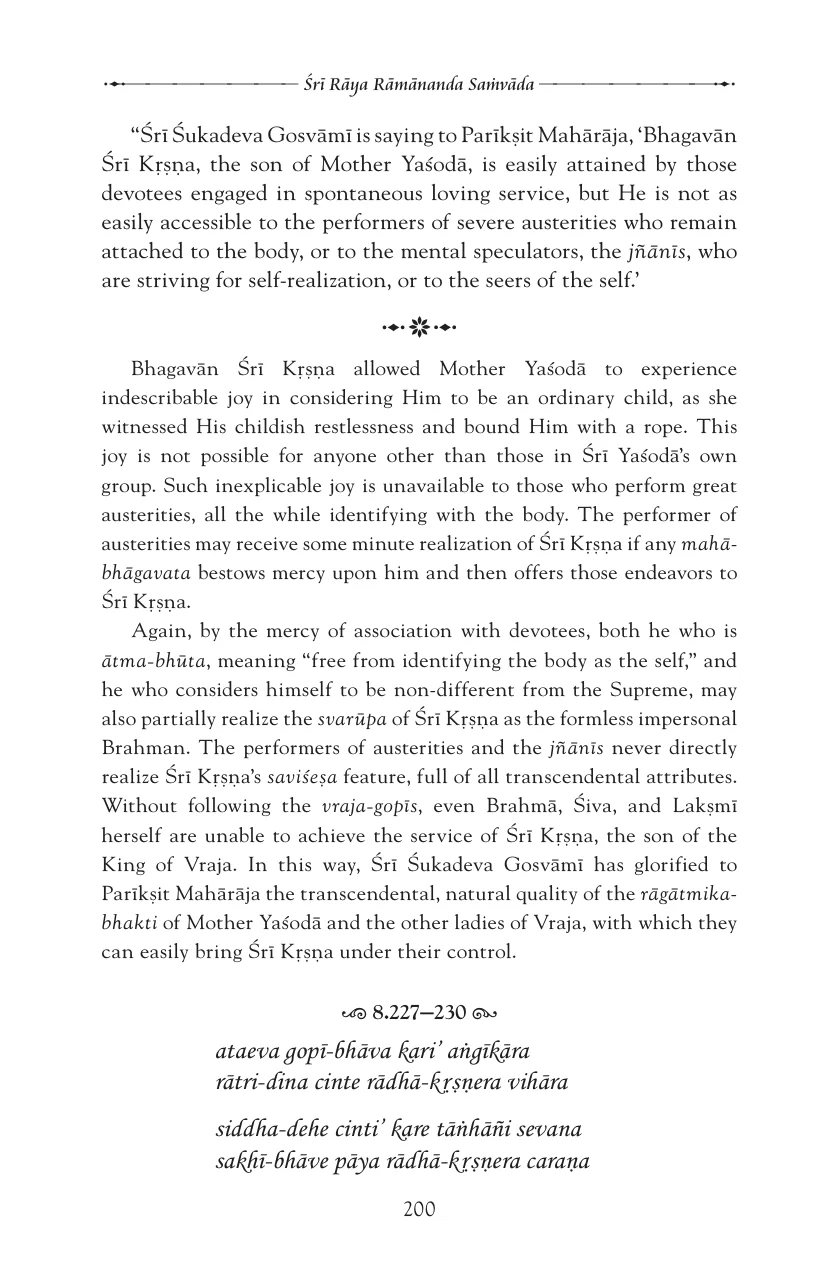 Śrī Rāya Rāmānanda Saṁvāda
“Śrī Śukadeva Gosvāmī is saying to Parīkṣit Mahārāja, ‘Bhagavān
Śrī Kṛṣṇa, the son of Mother Yaśodā, is easily attained by those
devotees engaged in spontaneous loving service, but He is not as
easily accessible to the performers of severe austerities who remain
attached to the body, or to the mental speculators, the jñānīs, who
are striving for self-realization, or to the seers of the self.’
Bhagavān Śrī Kṛṣṇa allowed Mother Yaśodā to experience
indescribable joy in considering Him to be an ordinary child, as she
witnessed His childish restlessness and bound Him with a rope. This
joy is not possible for anyone other than those in Śrī Yaśodā’s own
group. Such inexplicable joy is unavailable to those who perform great
austerities, all the while identifying with the body. The performer of
austerities may receive some minute realization of Śrī Kṛṣṇa if any mahā-
bhāgavata bestows mercy upon him and then offers those endeavors to
Śrī Kṛṣṇa.
Again, by the mercy of association with devotees, both he who is
ātma-bhūta, meaning “free from identifying the body as the self,” and
he who considers himself to be non-different from the Supreme, may
also partially realize the svarūpa of Śrī Kṛṣṇa as the formless impersonal
Brahman. The performers of austerities and the jñānīs never directly
realize Śrī Kṛṣṇa’s saviśeṣa feature, full of all transcendental attributes.
Without following the vraja-gopīs, even Brahmā, Śiva, and Lakṣmī
herself are unable to achieve the service of Śrī Kṛṣṇa, the son of the
King of Vraja. In this way, Śrī Śukadeva Gosvāmī has glorified to
Parīkṣit Mahārāja the transcendental, natural quality of the rāgātmika-
bhakti of Mother Yaśodā and the other ladies of Vraja, with which they
can easily bring Śrī Kṛṣṇa under their control.
8.227–230
ataeva gopī-bhāva kari’ aṅgīkāra
rātri-dina cinte rādhā-kṛṣṇera vihāra
siddha-dehe cinti’ kare tāṅhāñi sevana
sakhī-bhāve pāya rādhā-kṛṣṇera caraṇa
200